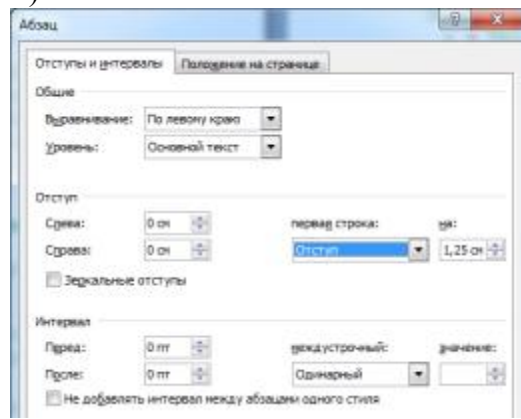 Абзац
Отступы и интервалы Положение на странице
Общие
Выравнивание: По левому краю
Уровень: Основной текст
Отступ
Слева: 0 см первая строка: на:
Справа: 0 см Отступ 1,25 см
Зеркальные отступы
Интервал
Перед: 0 пт междустрочный: значение:
После: 0 пт Одинарный
Не добавлять интервал между абзацами одного стиля